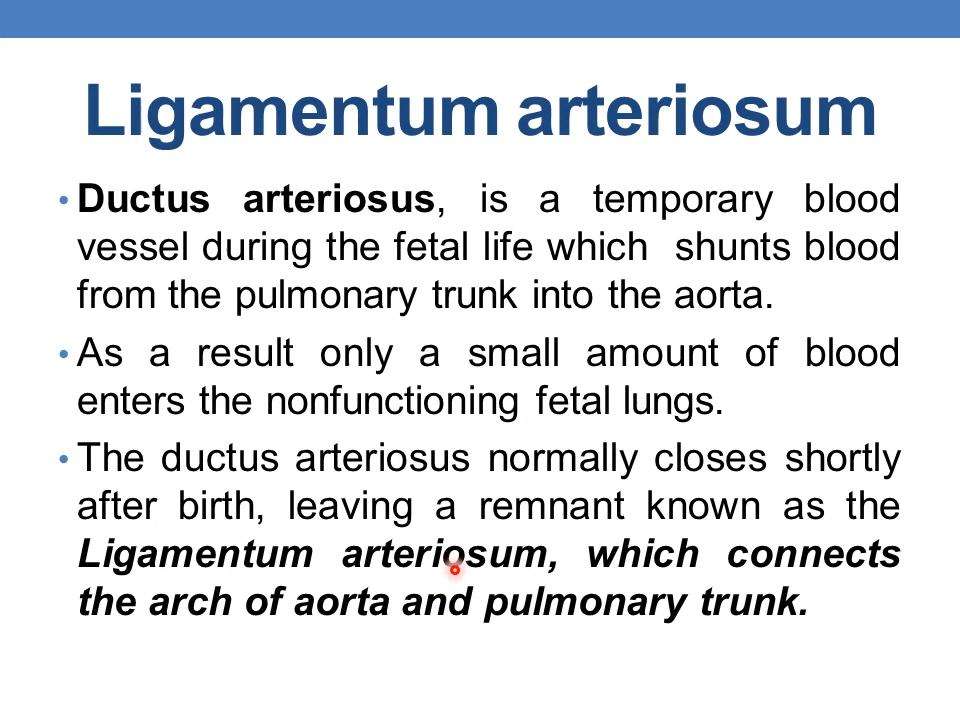 Ligamentum arteriosum
• Ductus arteriosus, is a temporary blood
vessel during the fetal life which shunts blood
from the pulmonary trunk into the aorta.
• As a result only a small amount of blood
enters the nonfunctioning fetal lungs.
• The ductus arteriosus normally closes shortly
after birth, leaving a remnant known as the
Ligamentum arteriosum, which connects
the arch of aorta and pulmonary trunk.